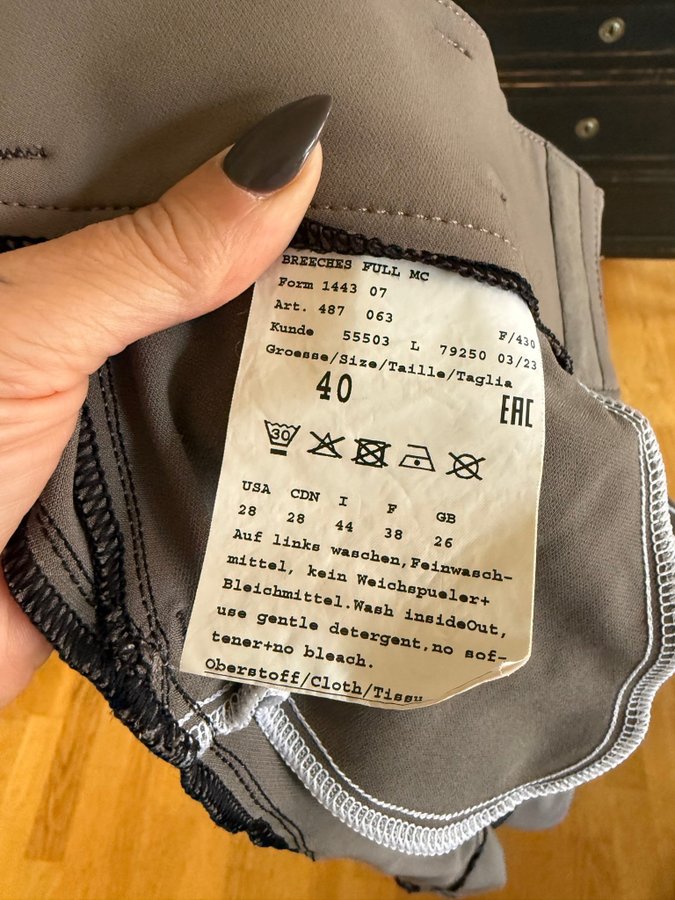 BREECHES FULL MC
Form 1443 07
Art. 487 063 F/430
Kunde 55503 L 79250 03/23
Groesse/Size/Taille/Taglia
40 EAC
30
USA CDN I F GB
28 28 44 38 26
Auf links waschen,Feinwasch-
mittel, kein Weichspueler+
Bleichmittel.Wash insideOut,
use gentle detergent,no sof-
tener+no bleach.
Oberstoff/Cloth/Tissu